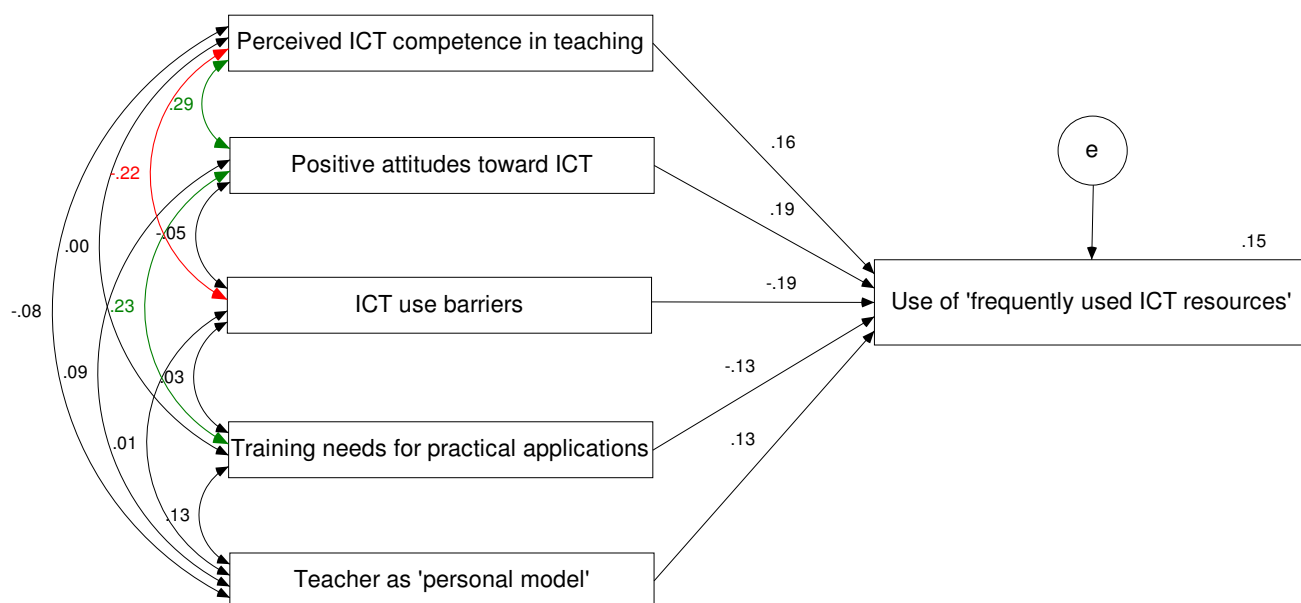 Perceived ICT competence in teaching
.29
.16
e
Positive attitudes toward ICT
-.22
.19
-.05
.00
.15
ICT use barriers
-.19
Use of 'frequently used ICT resources'
.23
-.08
.09
.03
-.13
.01
Training needs for practical applications
.13
.13
Teacher as 'personal model'